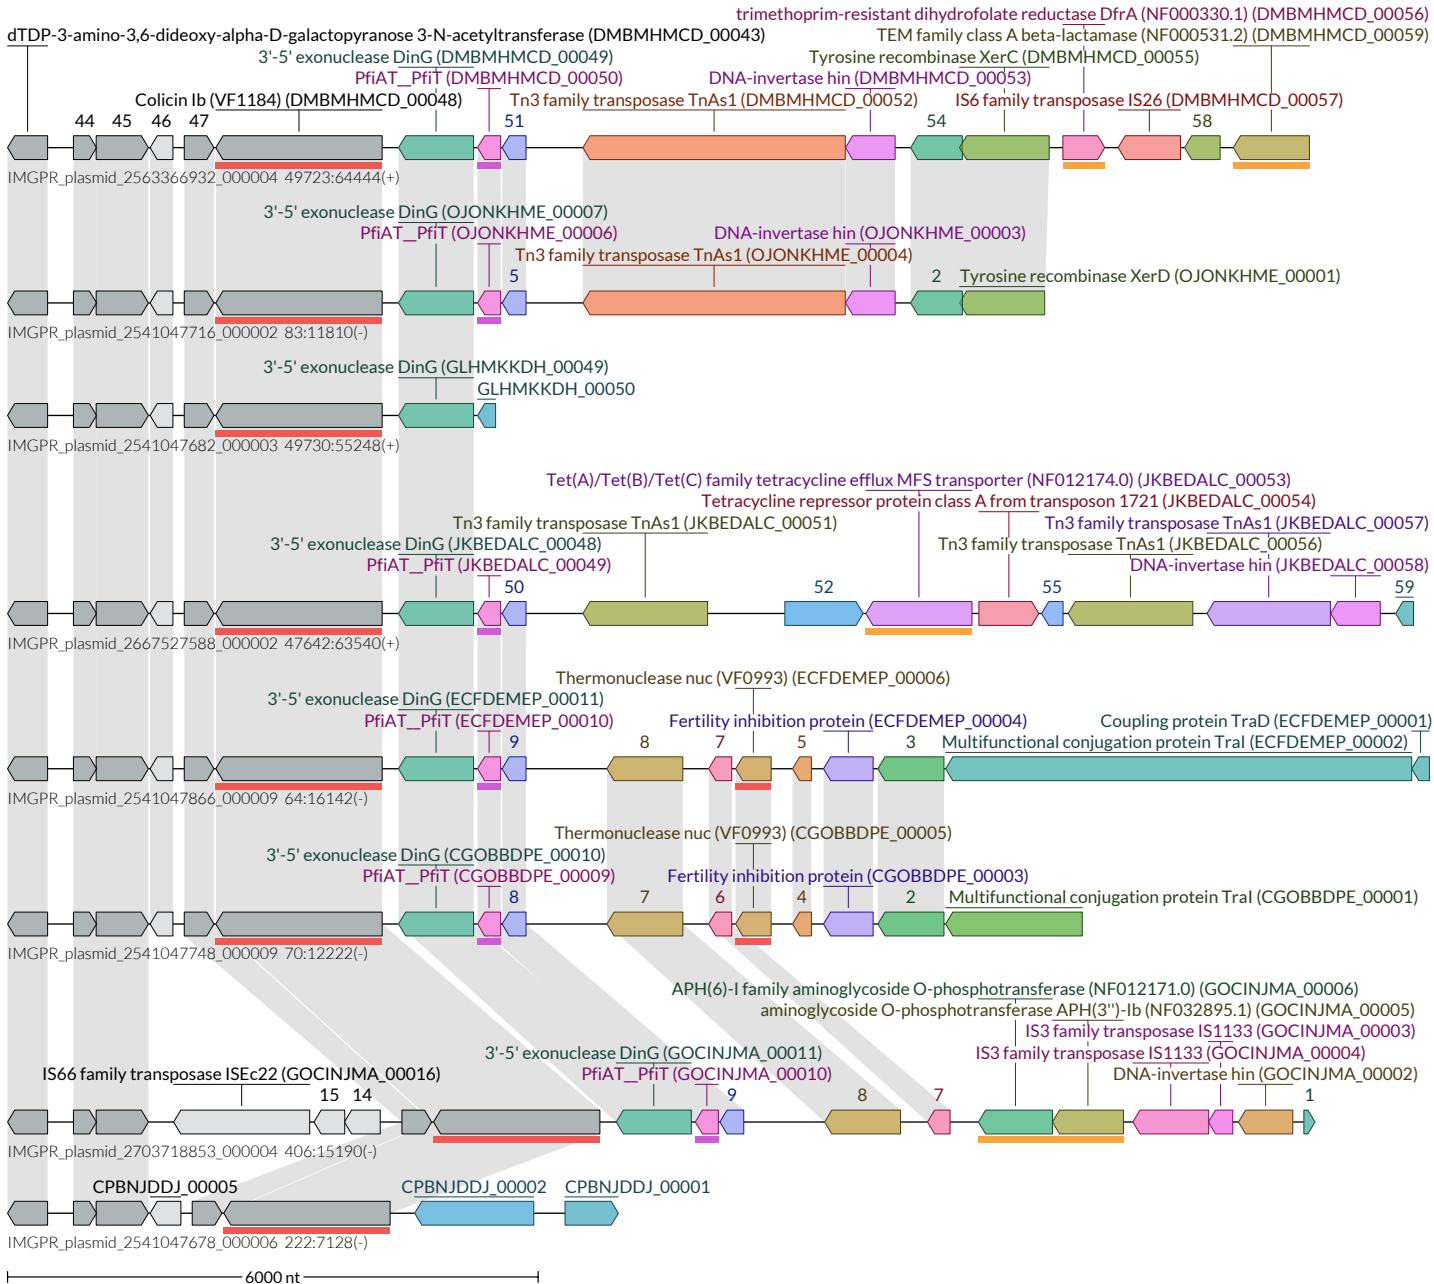 trimethoprim-resistant dihydrofolate reductase DfrA (NF000330.1) (DMBMHMCD_00056)
dTDP-3-amino-3,6-dideoxy-alpha-D-galactopyranose 3-N-acetyltransferase (DMBMHMCD_00043)
TEM family class A beta-lactamase (NF000531.2) (DMBMHMCD_00059)
3'-5' exonuclease DinG (DMBMHMCD_00049)
Tyrosine recombinase XerC (DMBMHMCD_00055)
PfiAT__PfiT (DMBMHMCD_00050)
DNA-invertase hin (DMBMHMCD_00053)
Colicin Ib (VF1184) (DMBMHMCD_00048)
Tn3 family transposase TnAs1 (DMBMHMCD_00052)
IS6 family transposase IS26 (DMBMHMCD_00057)
44 45 46 47 51 54 58
IMGPR_plasmid_2563366932_000004 49723:64444(+)
3'-5' exonuclease DinG (OJONKHME_00007)
PfiAT__PfiT (OJONKHME_00006)
DNA-invertase hin (OJONKHME_00003)
Tn3 family transposase TnAs1 (OJONKHME_00004)
5 2 Tyrosine recombinase XerD (OJONKHME_00001)
IMGPR_plasmid_2541047716_000002 83:11810(-)
3'-5' exonuclease DinG (GLHMKKDH_00049)
GLHMKKDH_00050
IMGPR_plasmid_2541047682_000003 49730:55248(+)
Tet(A)/Tet(B)/Tet(C) family tetracycline efflux MFS transporter (NF012174.0) (JKBEDALC_00053)
Tetracycline repressor protein class A from transposon 1721 (JKBEDALC_00054)
Tn3 family transposase TnAs1 (JKBEDALC_00051)
Tn3 family transposase TnAs1 (JKBEDALC_00057)
3'-5' exonuclease DinG (JKBEDALC_00048)
Tn3 family transposase TnAs1 (JKBEDALC_00056)
PfiAT__PfiT (JKBEDALC_00049)
DNA-invertase hin (JKBEDALC_00058)
50 52 55 59
IMGPR_plasmid_2667527588_000002 47642:63540(+)
Thermonuclease nuc (VF0993) (ECFDEMEP_00006)
3'-5' exonuclease DinG (ECFDEMEP_00011)
PfiAT__PfiT (ECFDEMEP_00010)
Fertility inhibition protein (ECFDEMEP_00004)
Coupling protein TraD (ECFDEMEP_00001)
9 8 7 5 3 Multifunctional conjugation protein TraI (ECFDEMEP_00002)
IMGPR_plasmid_2541047866_000009 64:16142(-)
Thermonuclease nuc (VF0993) (CGOBBDPE_00005)
3'-5' exonuclease DinG (CGOBBDPE_00010)
PfiAT__PfiT (CGOBBDPE_00009)
Fertility inhibition protein (CGOBBDPE_00003)
8 7 6 4 2 Multifunctional conjugation protein TraI (CGOBBDPE_00001)
IMGPR_plasmid_2541047748_000009 70:12222(-)
APH(6)-I family aminoglycoside O-phosphotransferase (NF012171.0) (GOCINJMA_00006)
aminoglycoside O-phosphotransferase APH(3'')-Ib (NF032895.1) (GOCINJMA_00005)
IS3 family transposase IS1133 (GOCINJMA_00003)
3'-5' exonuclease DinG (GOCINJMA_00011)
IS3 family transposase IS1133 (GOCINJMA_00004)
IS66 family transposase ISEc22 (GOCINJMA_00016)
PfiAT__PfiT (GOCINJMA_00010)
DNA-invertase hin (GOCINJMA_00002)
15 14 9 8 7 1
IMGPR_plasmid_2703718853_000004 406:15190(-)
CPBNJDDJ_00005
CPBNJDDJ_00002
CPBNJDDJ_00001
IMGPR_plasmid_2541047678_000006 222:7128(-)
6000 nt